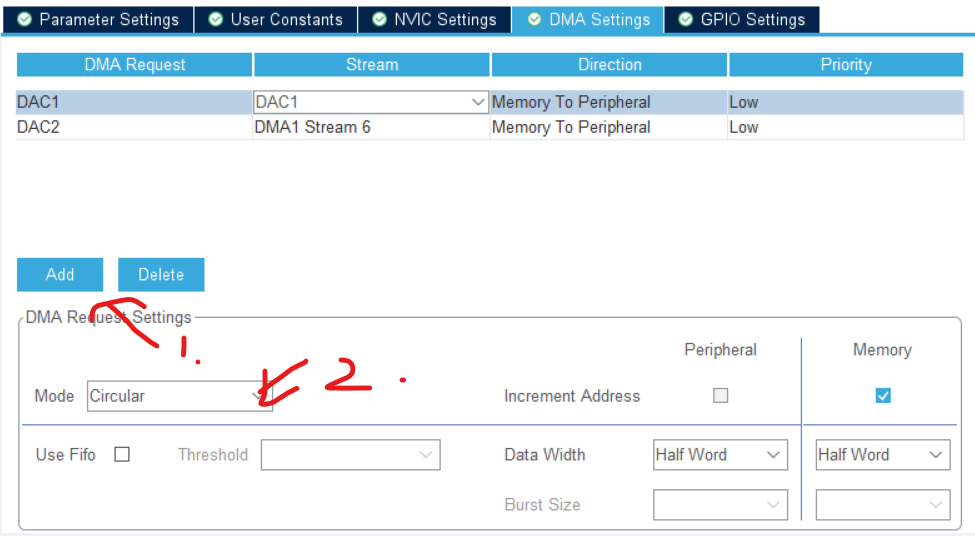 Parameter Settings User Constants NVIC Settings DMA Settings GPIO Settings
DMA Request Stream Direction Priority
DAC1 DAC1 Memory To Peripheral Low
DAC2 DMA1 Stream 6 Memory To Peripheral Low
Add Delete
DMA Request Settings
1.
Peripheral Memory
2.
Mode Circular Increment Address
Use Fifo Threshold Data Width Half Word Half Word
Burst Size